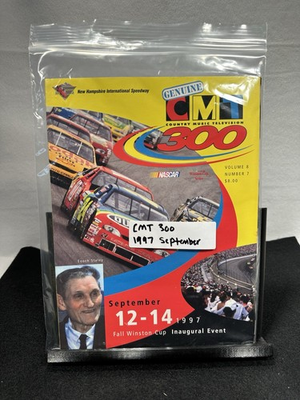 New Hampshire International Speedway
GENUINE
CMT
COUNTRY MUSIC TELEVISION
300
VOLUME 8
NUMBER 7
$8.00
NASCAR
CMT 300
1997 September
September
12-14 1997
Fall Winston Cup Inaugural Event